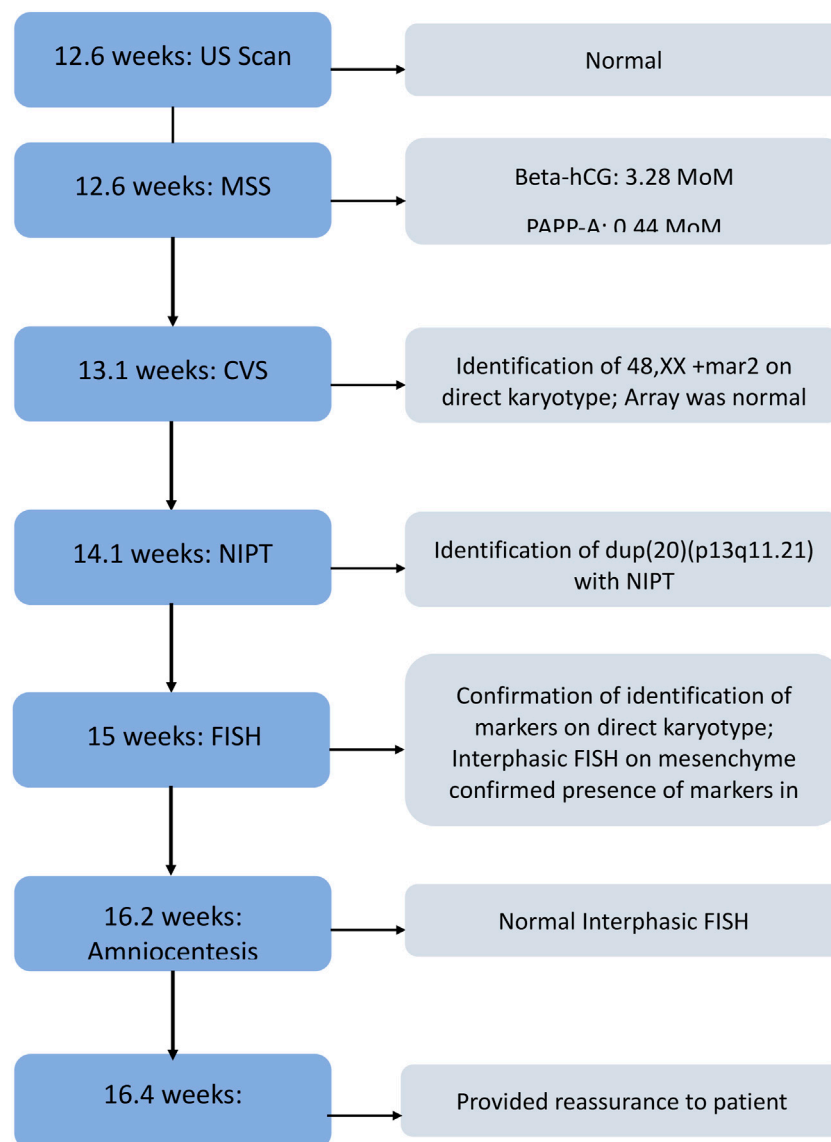 12.6 weeks: US Scan
Normal
12.6 weeks: MSS
Beta-hCG: 3.28 MoM
PAPP-A: 0.44 MoM
13.1 weeks: CVS
Identification of 48,XX +mar2 on
direct karyotype; Array was normal
14.1 weeks: NIPT
Identification of dup(20)(p13q11.21)
with NIPT
15 weeks: FISH
Confirmation of identification of
markers on direct karyotype;
Interphasic FISH on mesenchyme
confirmed presence of markers in
16.2 weeks:
Amniocentesis
Normal Interphasic FISH
16.4 weeks:
Provided reassurance to patient